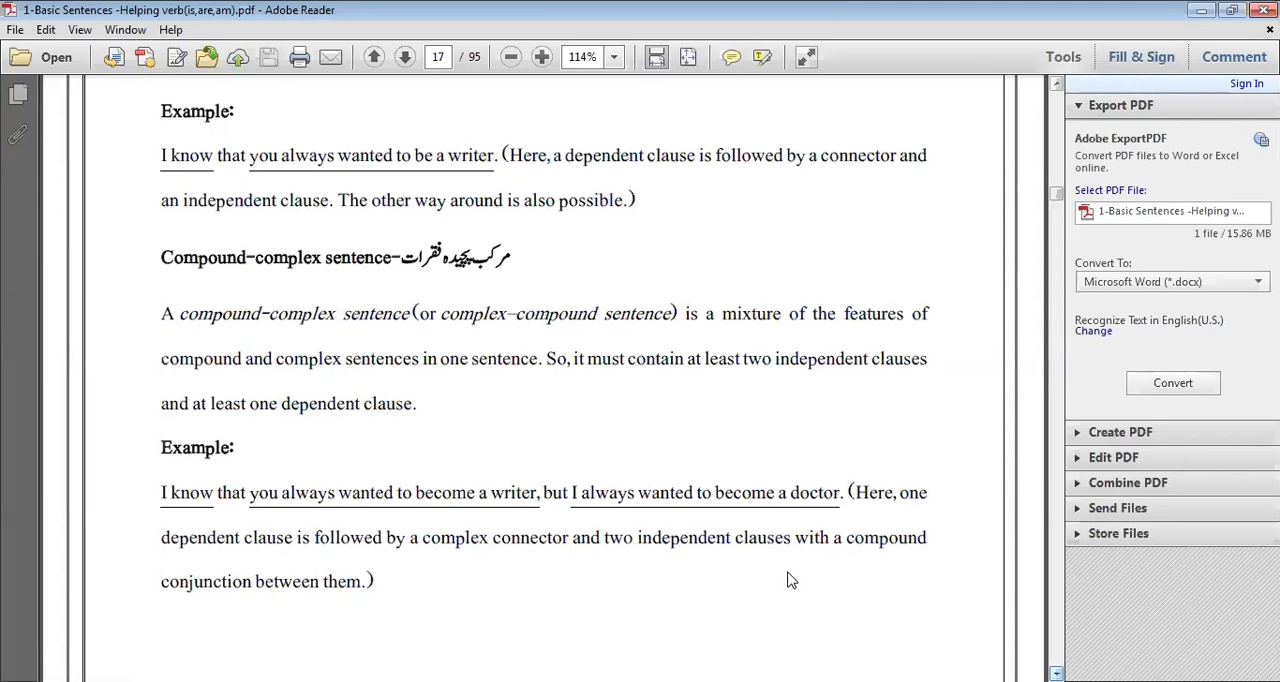 1-Basic Sentences -Helping verb(is,are,am).pdf - Adobe Reader
File Edit View Window Help
Open 17 / 95 114% Tools Fill & Sign Comment
Sign In
Example:
I know that you always wanted to be a writer. (Here, a dependent clause is followed by a connector and
an independent clause. The other way around is also possible.)
Compound-complex sentence-مرکب پیچیدہ فقرات
A compound-complex sentence (or complex–compound sentence) is a mixture of the features of
compound and complex sentences in one sentence. So, it must contain at least two independent clauses
and at least one dependent clause.
Example:
I know that you always wanted to become a writer, but I always wanted to become a doctor. (Here, one
dependent clause is followed by a complex connector and two independent clauses with a compound
conjunction between them.)
Export PDF
Adobe ExportPDF
Convert PDF files to Word or Excel
online.
Select PDF File:
1-Basic Sentences -Helping v...
1 file / 15.86 MB
Convert To:
Microsoft Word (*.docx)
Recognize Text in English(U.S.)
Change
Convert
Create PDF
Edit PDF
Combine PDF
Send Files
Store Files